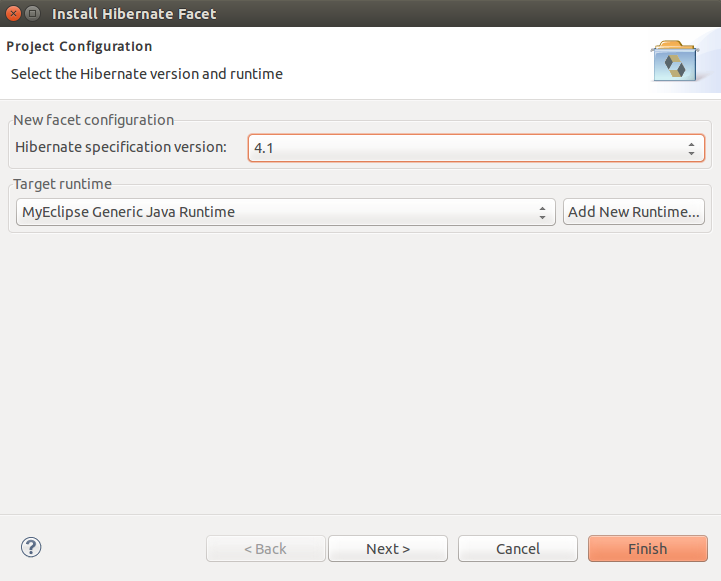 Install Hibernate Facet
Project Configuration
Select the Hibernate version and runtime
New facet configuration
Hibernate specification version: 4.1
Target runtime
MyEclipse Generic Java Runtime Add New Runtime...
? < Back Next > Cancel Finish